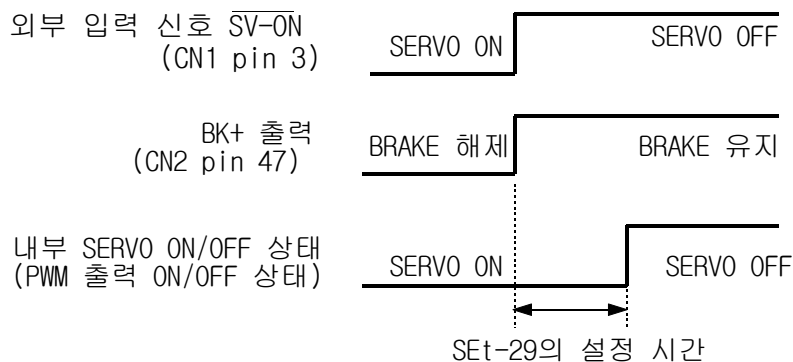 외부 입력 신호 SV-ON
(CN1 pin 3)
SERVO ON
SERVO OFF
BK+ 출력
(CN2 pin 47)
BRAKE 해제
BRAKE 유지
내부 SERVO ON/OFF 상태
(PWM 출력 ON/OFF 상태)
SERVO ON
SERVO OFF
SEt-29의 설정 시간